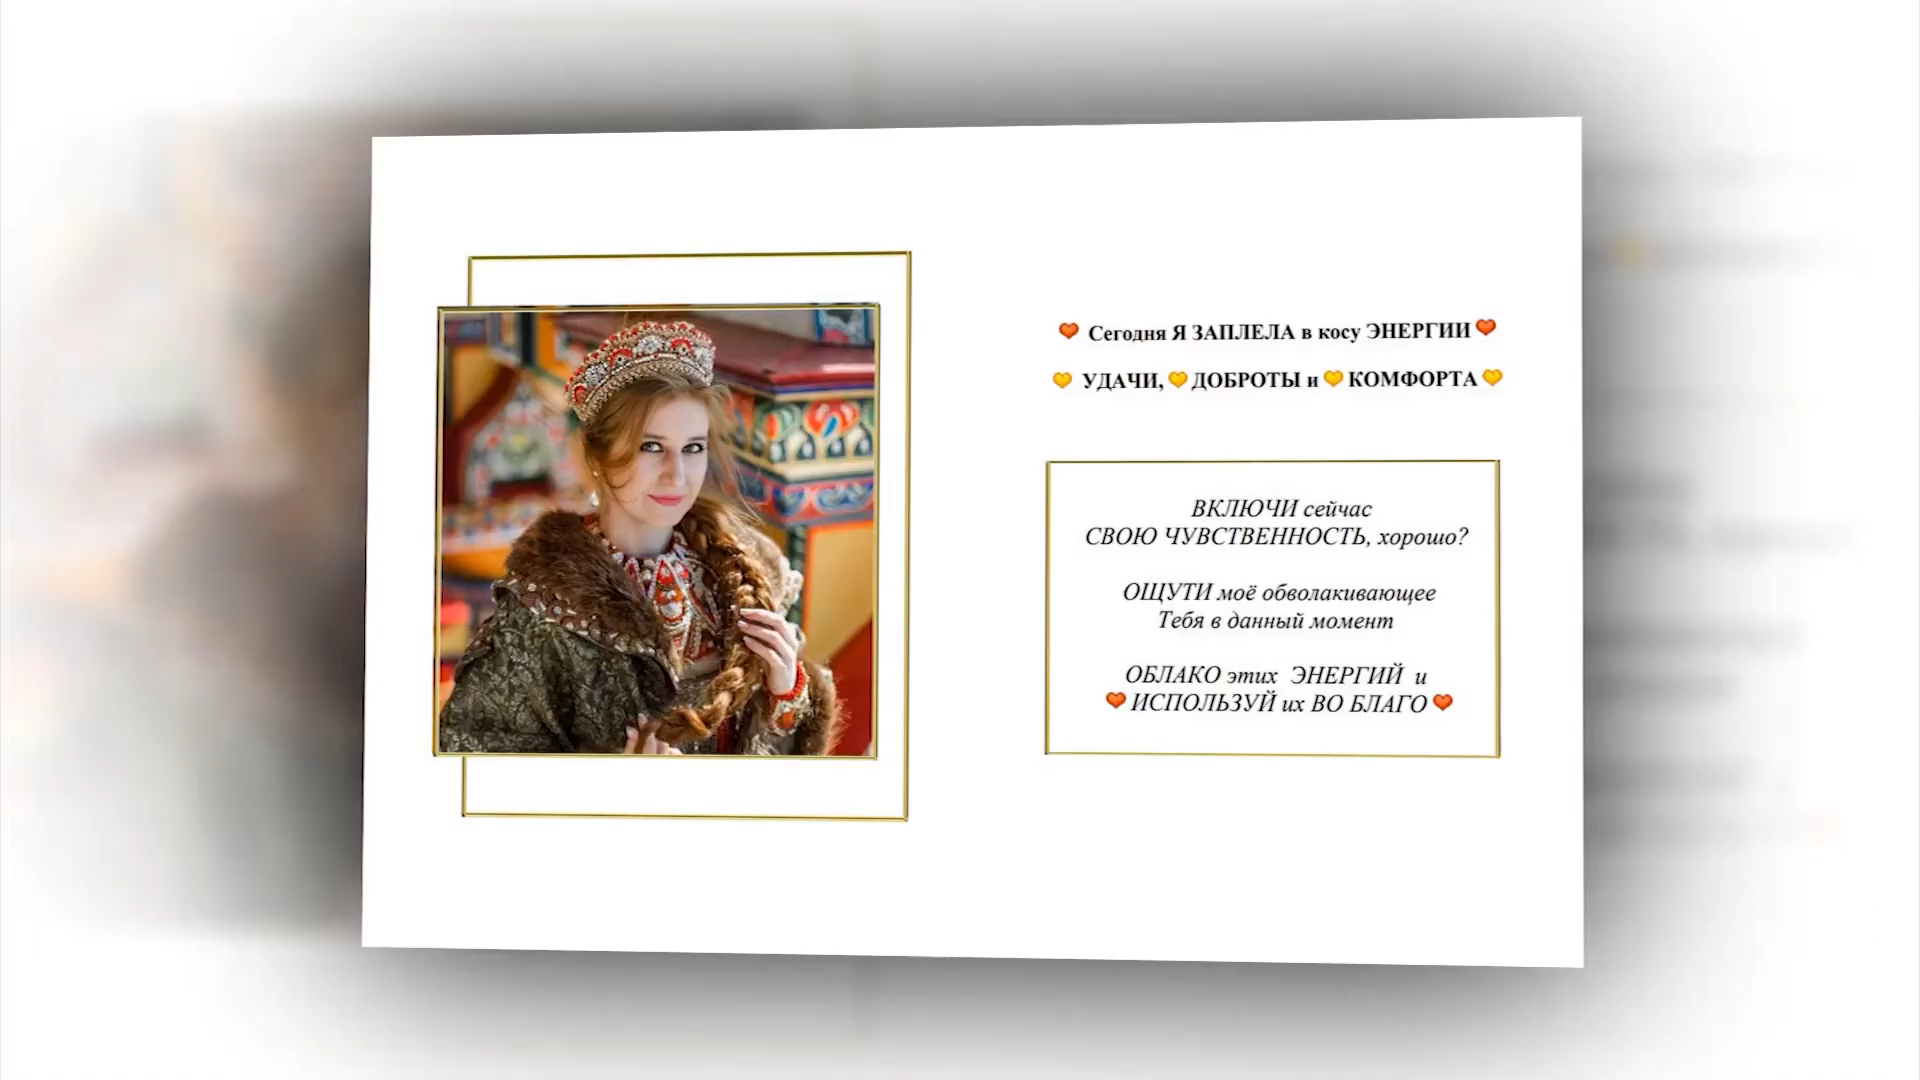 ❤ Сегодня Я ЗАПЛЕЛА в косу ЭНЕРГИИ ❤
💛 УДАЧИ, 💛 ДОБРОТЫ и 💛 КОМФОРТА 💛
ВКЛЮЧИ сейчас
СВОЮ ЧУВСТВЕННОСТЬ, хорошо?
ОЩУТИ моё обволакивающее
Тебя в данный момент
ОБЛАКО этих ЭНЕРГИЙ и
❤ ИСПОЛЬЗУЙ их ВО БЛАГО ❤